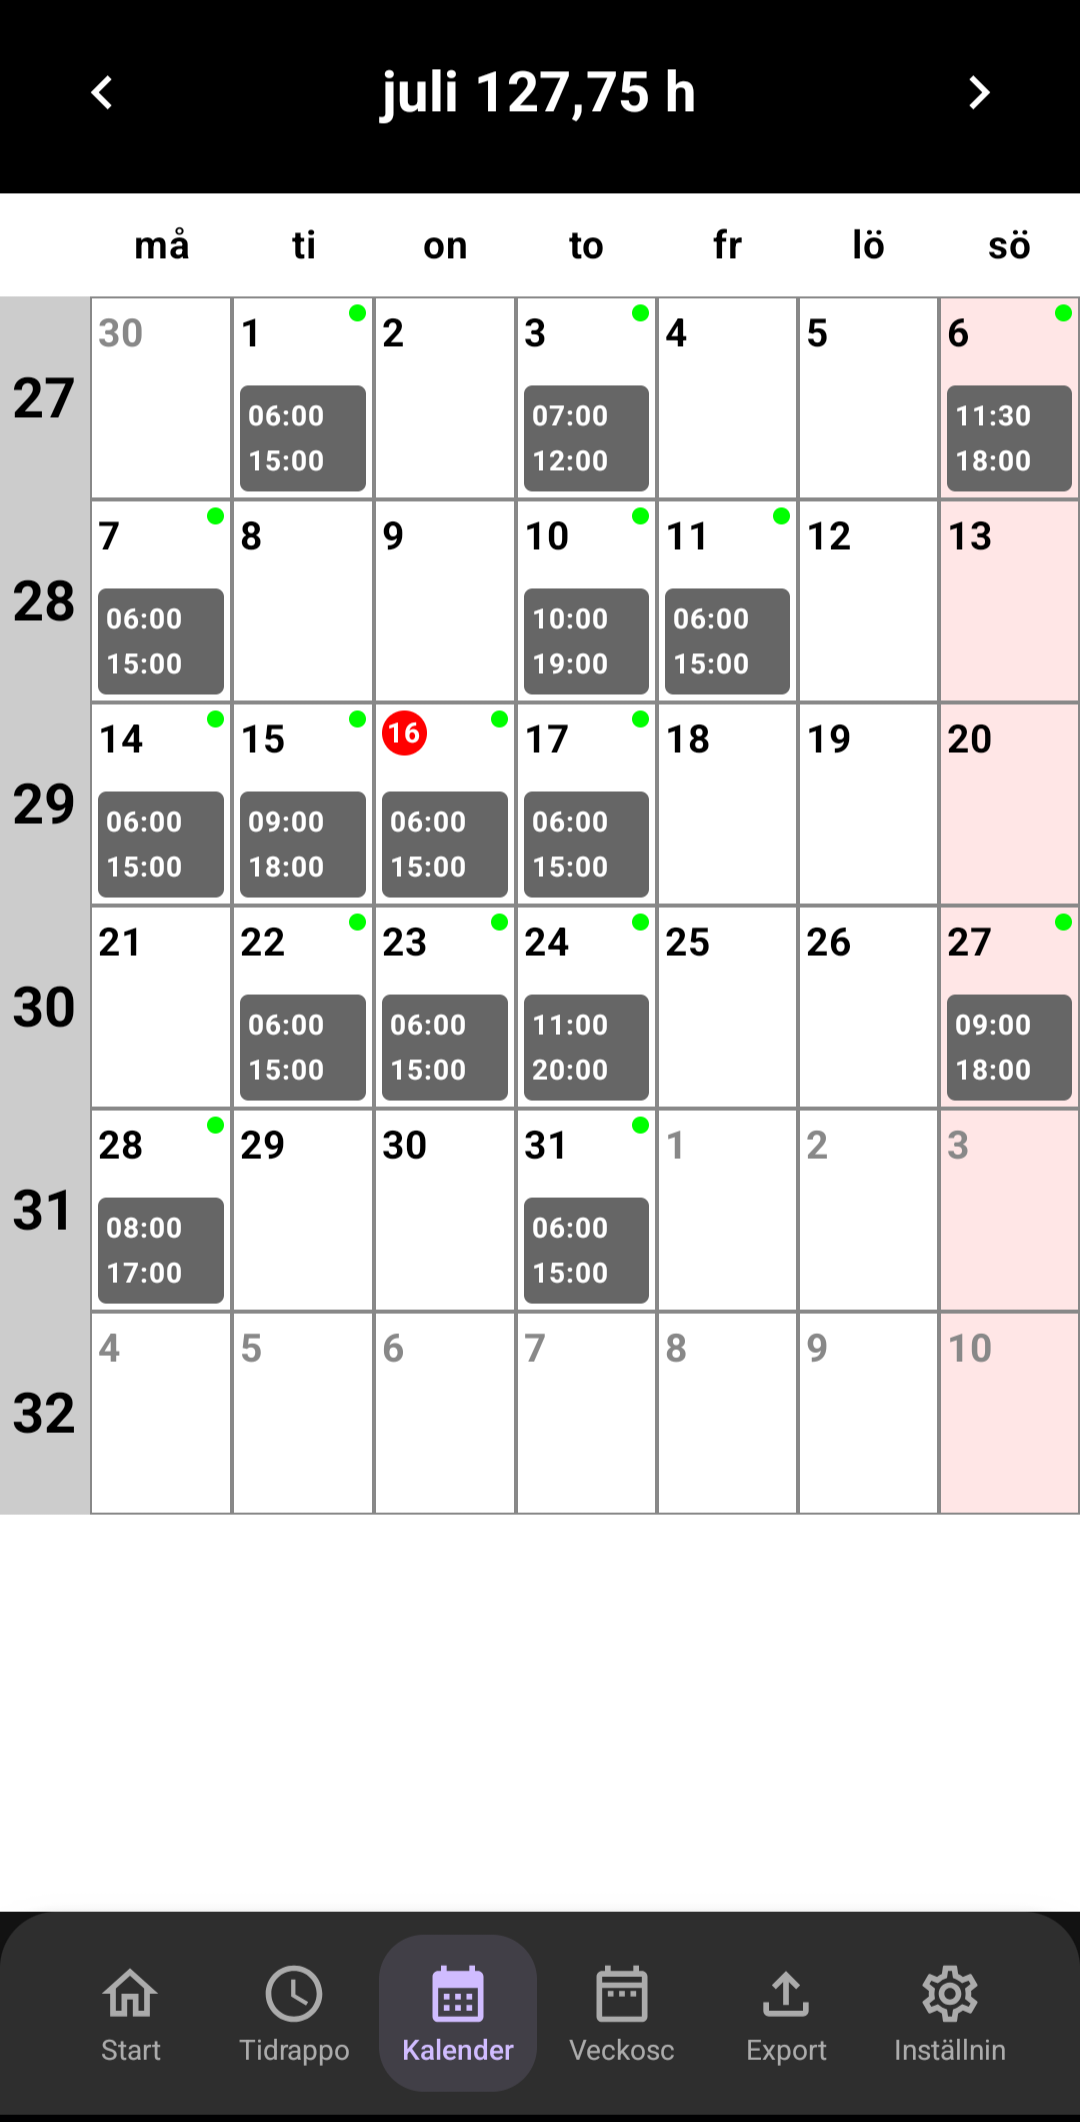 juli 127,75 h
må ti on to fr lö sö
27 30 1 2 3 4 5 6
06:00 07:00 11:30
15:00 12:00 18:00
28 7 8 9 10 11 12 13
06:00 10:00 06:00
15:00 19:00 15:00
29 14 15 16 17 18 19 20
06:00 09:00 06:00 06:00
15:00 18:00 15:00 15:00
30 21 22 23 24 25 26 27
06:00 06:00 11:00 09:00
15:00 15:00 20:00 18:00
31 28 29 30 31 1 2 3
08:00 06:00
17:00 15:00
32 4 5 6 7 8 9 10
Start Tidrappo Kalender Veckosc Export Inställnin